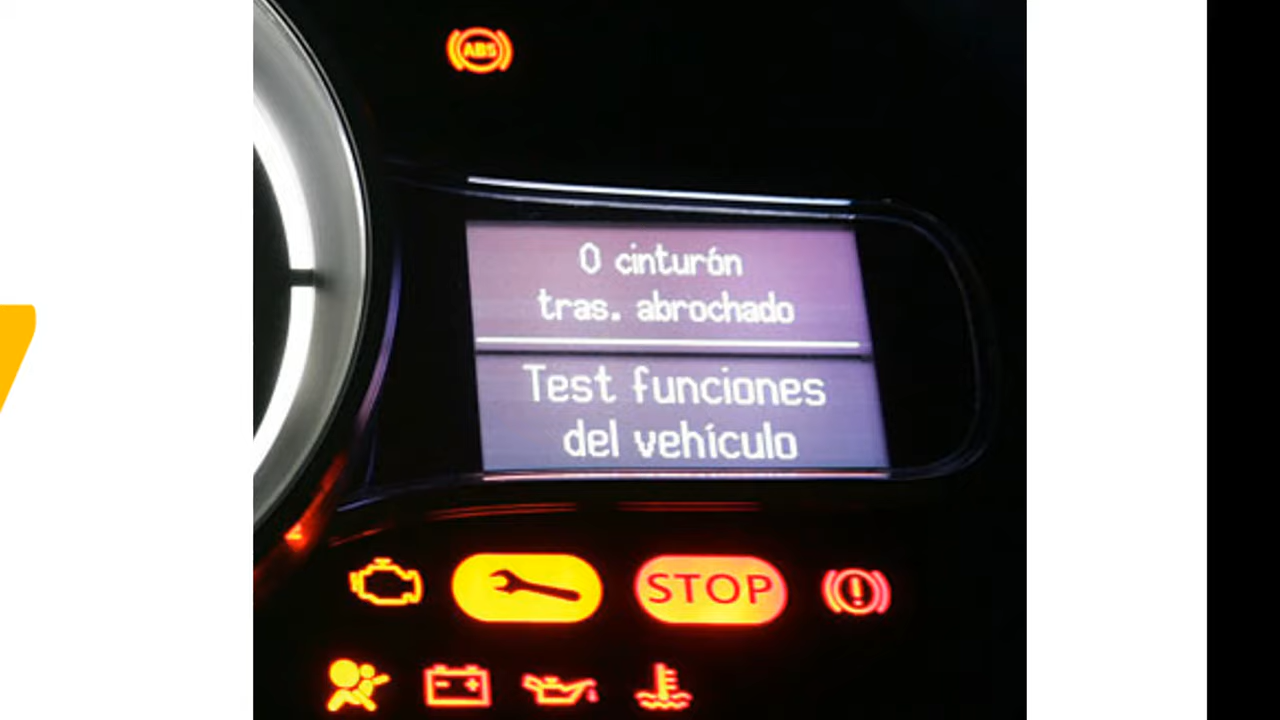 ABS
0 cinturón
tras. abrochado
Test funciones
del vehículo
STOP